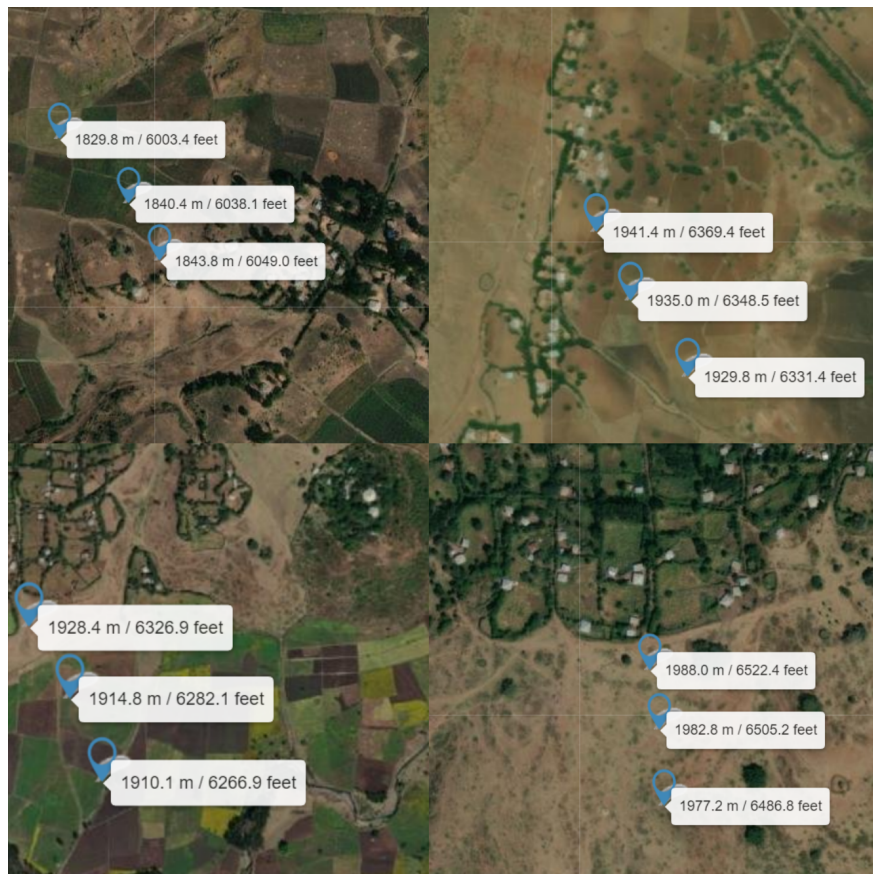 1829.8 m / 6003.4 feet
1840.4 m / 6038.1 feet
1843.8 m / 6049.0 feet
1941.4 m / 6369.4 feet
1935.0 m / 6348.5 feet
1929.8 m / 6331.4 feet
1928.4 m / 6326.9 feet
1914.8 m / 6282.1 feet
1910.1 m / 6266.9 feet
1988.0 m / 6522.4 feet
1982.8 m / 6505.2 feet
1977.2 m / 6486.8 feet